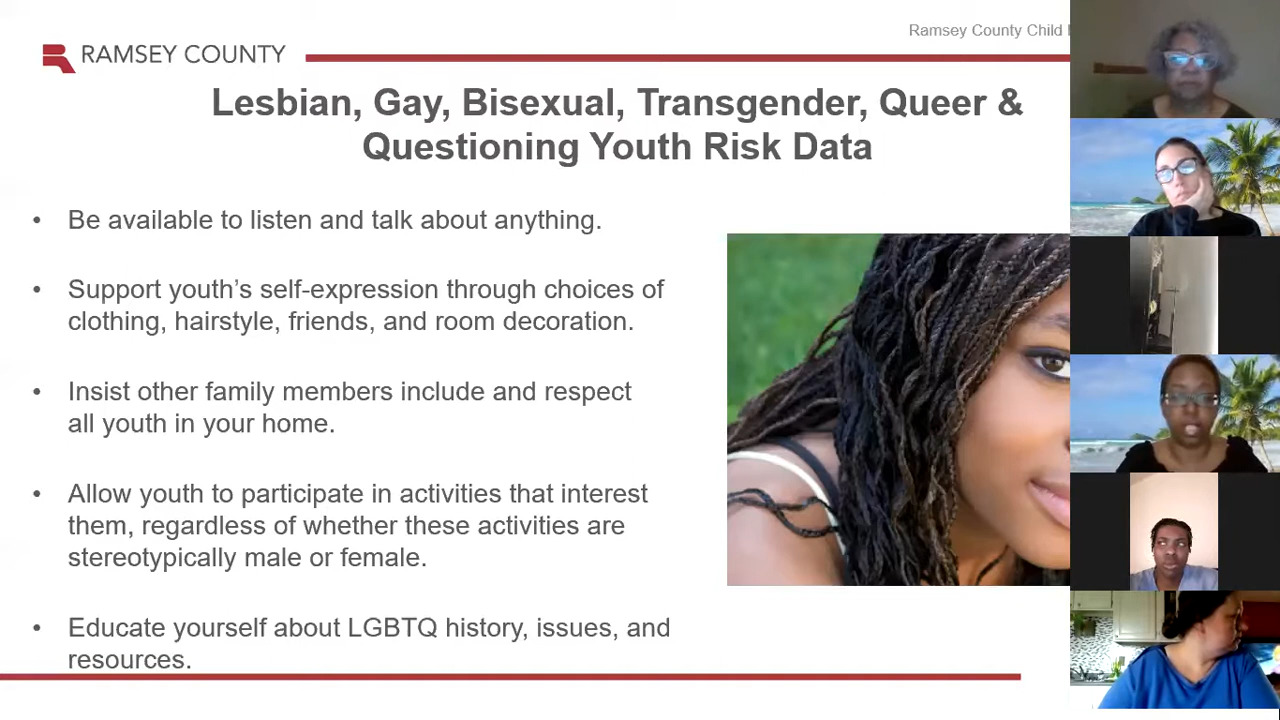 Ramsey County Child
RAMSEY COUNTY
Lesbian, Gay, Bisexual, Transgender, Queer &
Questioning Youth Risk Data
• Be available to listen and talk about anything.
• Support youth’s self-expression through choices of
clothing, hairstyle, friends, and room decoration.
• Insist other family members include and respect
all youth in your home.
• Allow youth to participate in activities that interest
them, regardless of whether these activities are
stereotypically male or female.
• Educate yourself about LGBTQ history, issues, and
resources.